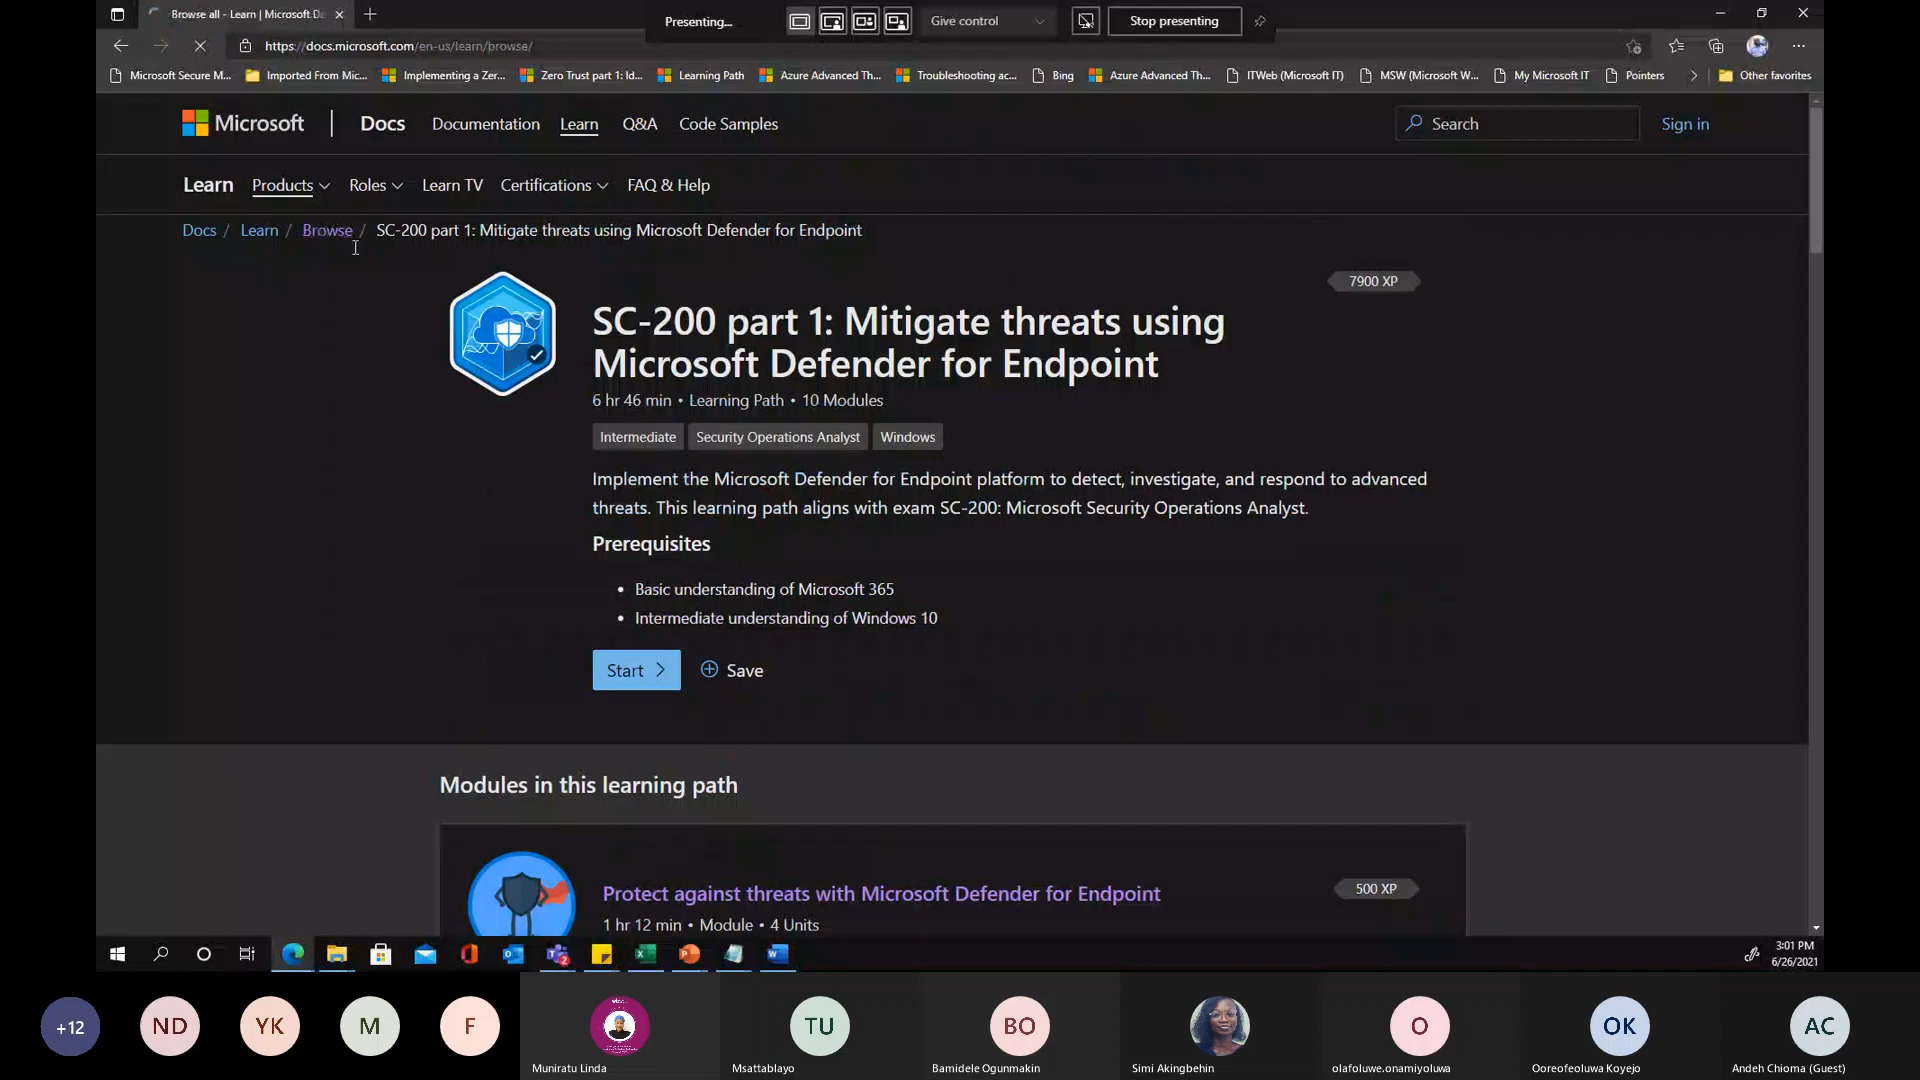 Browse all - Learn | Microsoft Do
Presenting...
Give control
Stop presenting
https://docs.microsoft.com/en-us/learn/browse/
Microsoft Secure M...
Imported From Mic...
Implementing a Zer...
Zero Trust part 1: Id...
Learning Path
Azure Advanced Th...
Troubleshooting ac...
Bing
Azure Advanced Th...
ITWeb (Microsoft IT)
MSW (Microsoft W...
My Microsoft IT
Pointers
Other favorites
Microsoft
Docs
Documentation
Learn
Q&A
Code Samples
Search
Sign in
Learn
Products
Roles
Learn TV
Certifications
FAQ & Help
Docs / Learn / Browse / SC-200 part 1: Mitigate threats using Microsoft Defender for Endpoint
7900 XP
SC-200 part 1: Mitigate threats using
Microsoft Defender for Endpoint
6 hr 46 min • Learning Path • 10 Modules
Intermediate
Security Operations Analyst
Windows
Implement the Microsoft Defender for Endpoint platform to detect, investigate, and respond to advanced
threats. This learning path aligns with exam SC-200: Microsoft Security Operations Analyst.
Prerequisites
• Basic understanding of Microsoft 365
• Intermediate understanding of Windows 10
Start
Save
Modules in this learning path
Protect against threats with Microsoft Defender for Endpoint
500 XP
1 hr 12 min • Module • 4 Units
3:01 PM
6/26/2021
+12
ND
YK
M
F
TU
BO
O
OK
AC
Muniratu Linda
Msattablayo
Bamidele Ogunmakin
Simi Akingbehin
olafoluwe.onamiyoluwa
Ooreofeoluwa Koyejo
Andeh Chioma (Guest)